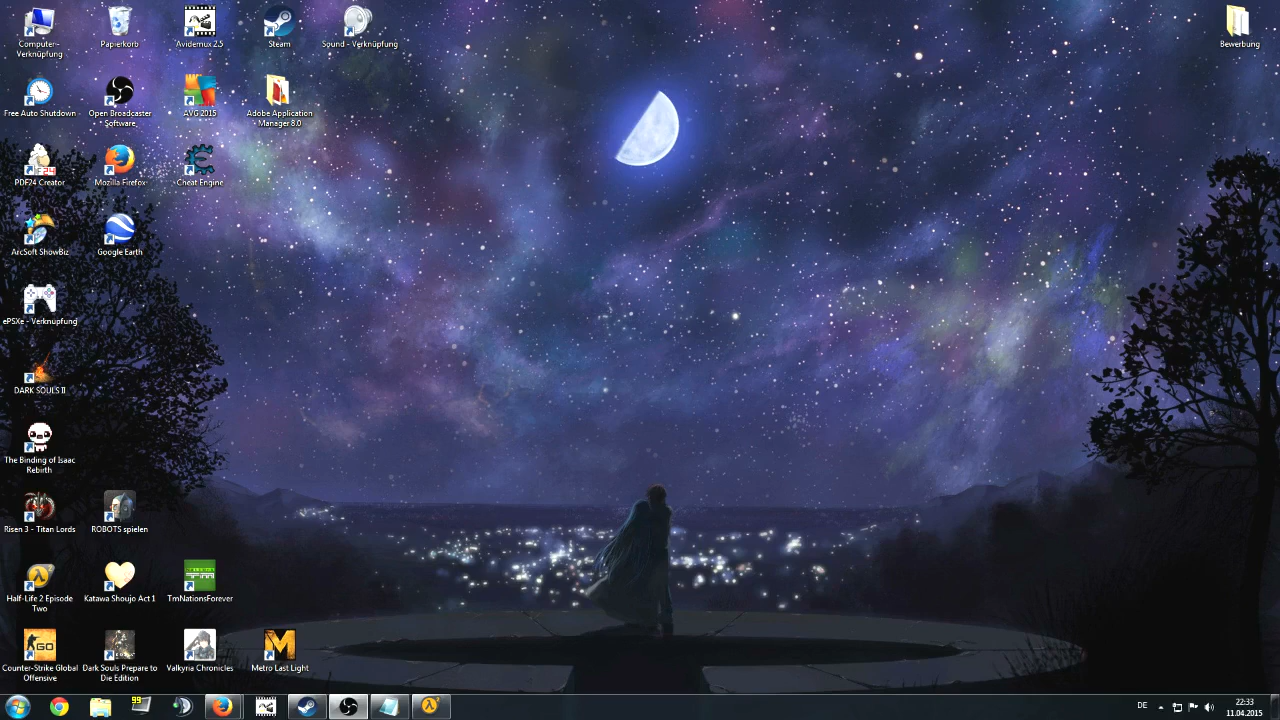 Computer-
Verknüpfung
Papierkorb
Avidemux 2.5
Steam
Sound - Verknüpfung
Bewerbung
Free Auto Shutdown
Open Broadcaster
Software
AVG 2015
Adobe Application
Manager 8.0
PDF24 Creator
Mozilla Firefox
Cheat Engine
ArcSoft ShowBiz
Google Earth
ePSXe - Verknüpfung
DARK SOULS II
The Binding of Isaac
Rebirth
Risen 3 - Titan Lords
ROBOTS spielen
Half-Life 2 Episode
Two
Katawa Shoujo Act 1
TmNationsForever
GO
Counter-Strike Global
Offensive
Dark Souls Prepare to
Die Edition
Valkyria Chronicles
Metro Last Light
99
DE
22:33
11.04.2015